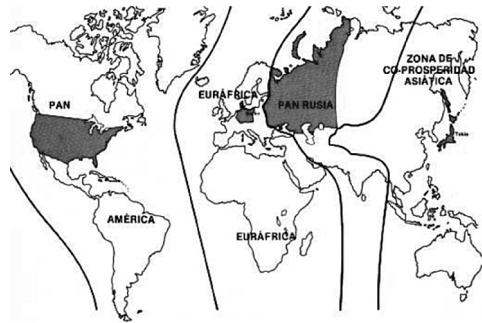 ZONA DE
CO-PROSPERIDAD
ASIÁTICA
EURÁFRICA
PAN
PAN RUSIA
Tokio
AMÉRICA
EURÁFRICA